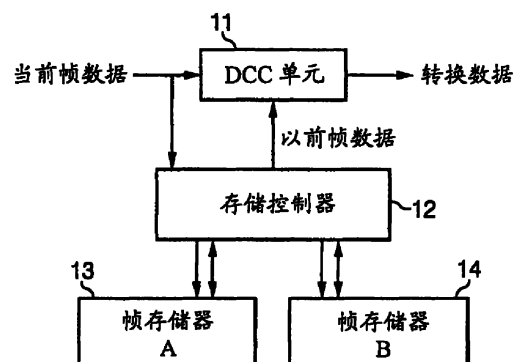 11
当前帧数据
DCC 单元
转换数据
以前帧数据
存储控制器
12
13
14
帧存储器
A
帧存储器
B